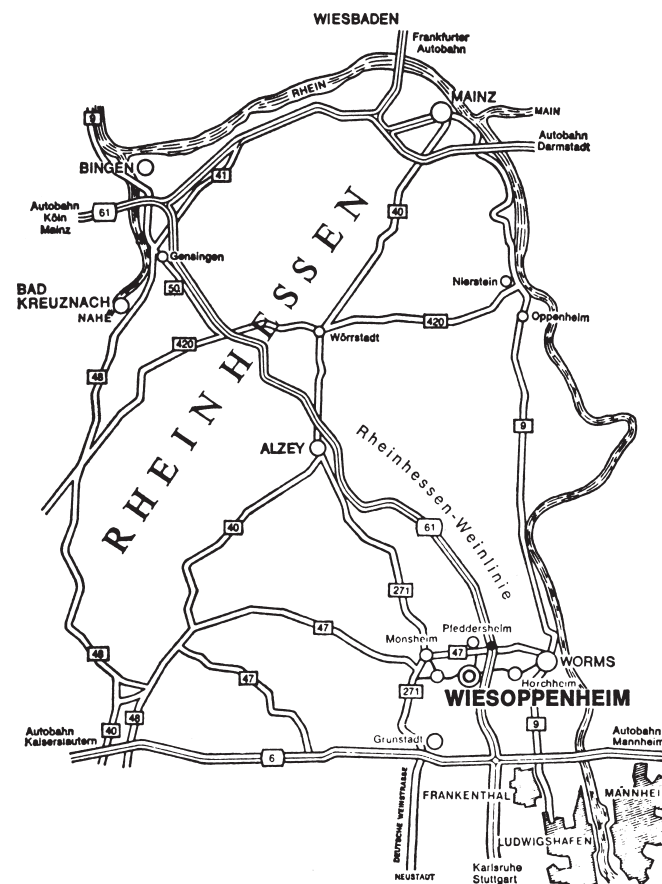 WIESBADEN
Frankfurter
Autobahn
RHEIN
MAINZ
MAIN
9
Autobahn
Darmstadt
BINGEN
41
Autobahn
Köln
Mainz
61
40
RHEINHESSEN
Gensingen
Nierstein
50
BAD
KREUZNACH
NAHE
Oppenheim
420
Wörrstadt
420
48
9
ALZEY
Rheinhessen-Weinlinie
40
61
271
47
Pfeddersheim
Monsheim
47
48
WORMS
47
Horchheim
271
WIESOPPENHEIM
40
48
9
Autobahn
Kaiserslautern
Grünstadt
Autobahn
Mannheim
6
DEUTSCHE WEINSTRASSE
FRANKENTHAL
MANNHEI
LUDWIGSHAFEN
NEUSTADT
Karlsruhe
Stuttgart